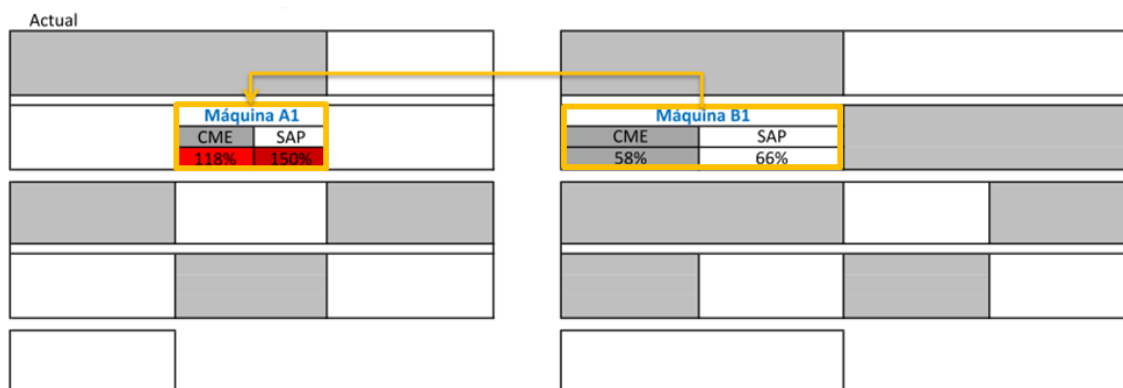 Actual
Máquina A1
CME SAP
118% 150%
Máquina B1
CME SAP
58% 66%